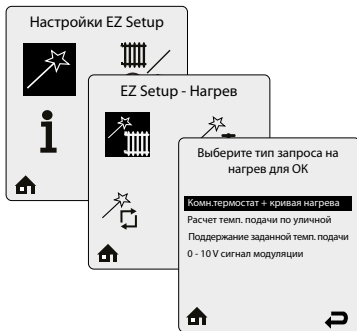 Настройки EZ Setup
EZ Setup - Нагрев
Выберите тип запроса на
нагрев для ОК
Комн.термостат + кривая нагрева
Расчет темп. подачи по уличной
Поддержание заданной темп. подачи
0 - 10 V сигнал модуляции